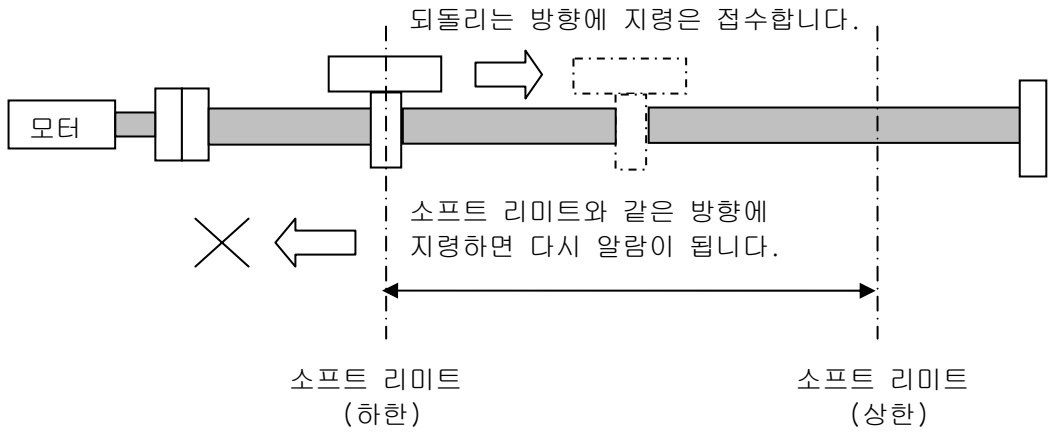 되돌리는 방향에 지령은 접수합니다.
모터
소프트 리미트와 같은 방향에
지령하면 다시 알람이 됩니다.
소프트 리미트
(하한)
소프트 리미트
(상한)